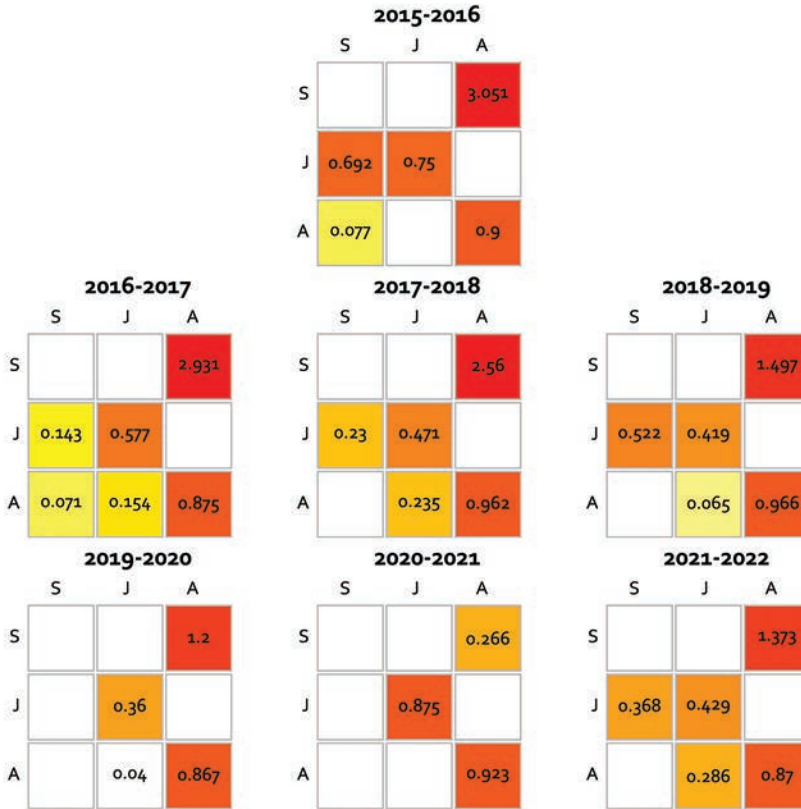 2015-2016
S J A
S 3.051
J 0.692 0.75
A 0.077 0.9
2016-2017
S J A
S 2.931
J 0.143 0.577
A 0.071 0.154 0.875
2017-2018
S J A
S 2.56
J 0.23 0.471
A 0.235 0.962
2018-2019
S J A
S 1.497
J 0.522 0.419
A 0.065 0.966
2019-2020
S J A
S 1.2
J 0.36
A 0.04 0.867
2020-2021
S J A
S 0.266
J 0.875
A 0.923
2021-2022
S J A
S 1.373
J 0.368 0.429
A 0.286 0.87